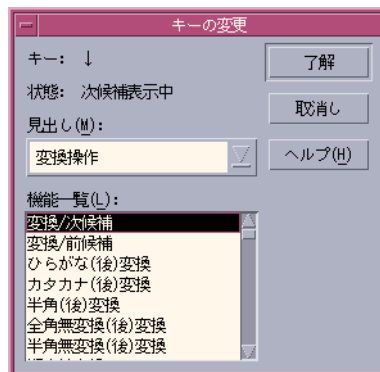 キーの変更
キー: ↓
了解
状態: 次候補表示中
取消し
見出し(M):
変換操作
ヘルプ(H)
機能一覧(L):
変換/次候補
変換/前候補
ひらがな(後)変換
カタカナ(後)変換
半角(後)変換
全角無変換(後)変換
半角無変換(後)変換